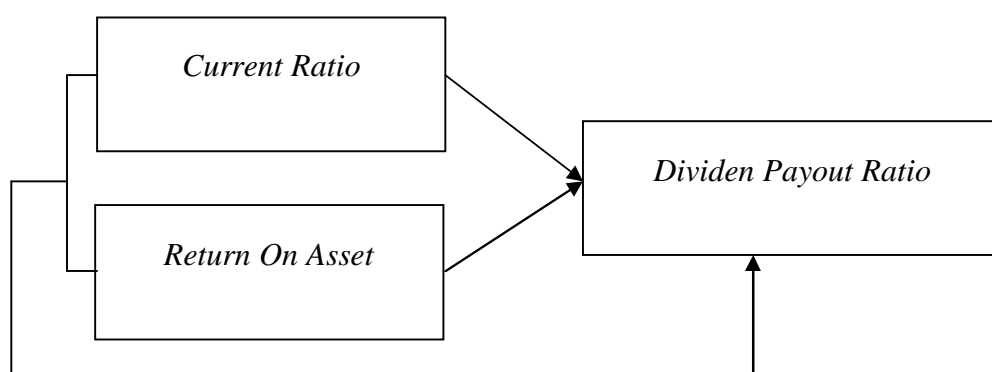 Current Ratio
Dividen Payout Ratio
Return On Asset